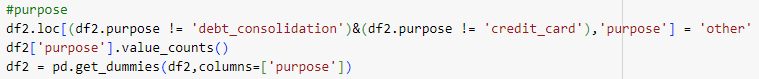 #purpose
df2.loc[(df2.purpose != 'debt_consolidation')&(df2.purpose != 'credit_card'),'purpose'] = 'other'
df2['purpose'].value_counts()
df2 = pd.get_dummies(df2,columns=['purpose'])